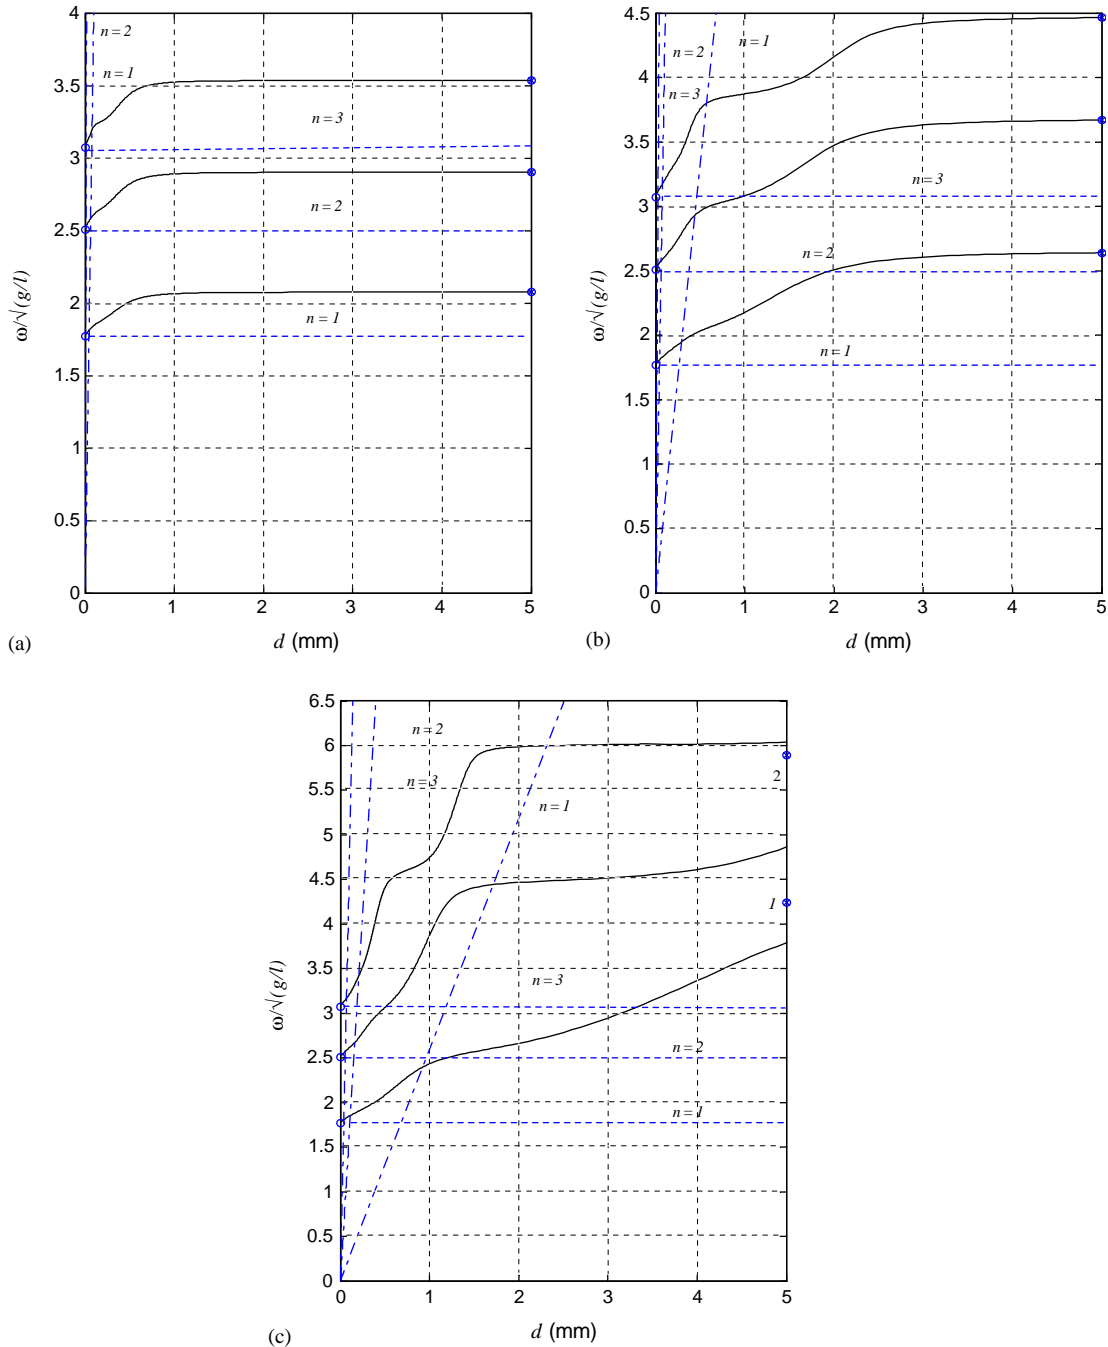 4
3.5
3
2.5
2
1.5
1
0.5
0
n=2
n=1
n=3
n=2
n=1
ω/√(g/l)
0 1 2 3 4 5
d (mm)
(a)
4.5
4
3.5
3
2.5
2
1.5
1
0.5
0
n=1
n=2
n=3
n=3
n=2
n=1
ω/√(g/l)
0 1 2 3 4 5
d (mm)
(b)
6.5
6
5.5
5
4.5
4
3.5
3
2.5
2
1.5
1
0.5
0
n=2
n=3
n=1
2
1
n=3
n=2
n=1
ω/√(g/l)
0 1 2 3 4 5
d (mm)
(c)